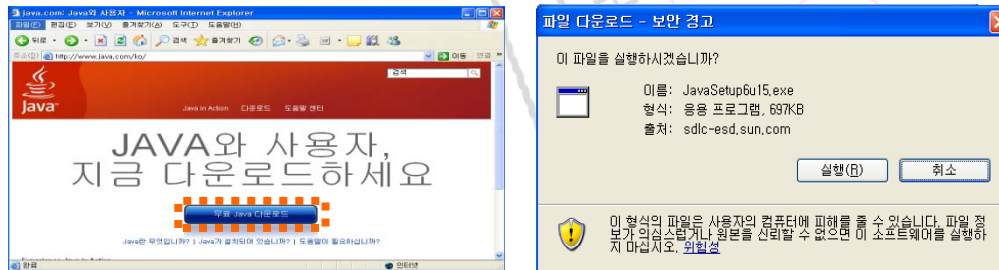 java.com: Java와 사용자 - Microsoft Internet Explorer
파일(F) 편집(E) 보기(V) 즐겨찾기(A) 도구(T) 도움말(H)
뒤로 검색 즐겨찾기
주소(D) http://www.java.com/ko/ 이동 연결 »
검색
Java
Java in Action 다운로드 도움말 센터
JAVA와 사용자,
지금 다운로드하세요
무료 Java 다운로드
Java란 무엇입니까? | Java가 설치되어 있습니까? | 도움말이 필요하십니까?
완료 인터넷
파일 다운로드 - 보안 경고
이 파일을 실행하시겠습니까?
이름: JavaSetup6u15.exe
형식: 응용 프로그램, 697KB
출처: sdlc-esd.sun.com
실행(R) 취소
이 형식의 파일은 사용자의 컴퓨터에 피해를 줄 수 있습니다. 파일 정
보가 의심스럽거나 원본을 신뢰할 수 없으면 이 소프트웨어를 실행하
지 마십시오. 위험성